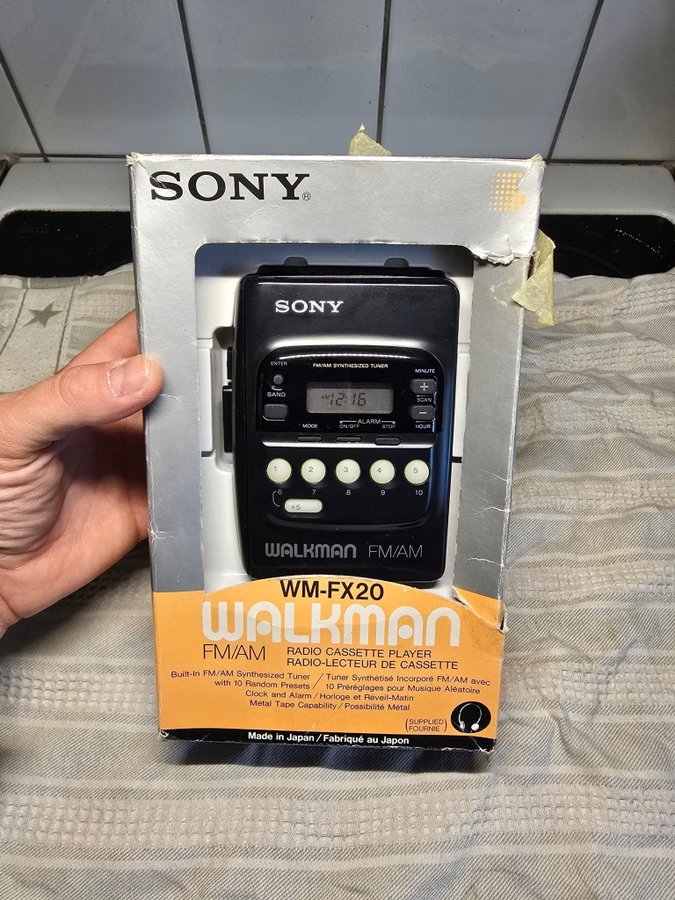 SONY®
SONY
FM/AM SYNTHESIZED TUNER
ENTER
MINUTE
BAND
AM 12:16
+
SCAN
−
MODE
ALARM
ON/OFF
STOP
HOUR
1 2 3 4 5
6 7 8 9 10
+5
WALKMAN FM/AM
WM-FX20
WALKMAN
FM/AM RADIO CASSETTE PLAYER
RADIO-LECTEUR DE CASSETTE
Built-In FM/AM Synthesized Tuner / Tuner Synthétisé Incorporé FM/AM avec
with 10 Random Presets / 10 Préréglages pour Musique Aléatoire
Clock and Alarm / Horloge et Réveil-Matin
Metal Tape Capability / Possibilité Métal
(SUPPLIED
FOURNIE)
Made in Japan / Fabriqué au Japon